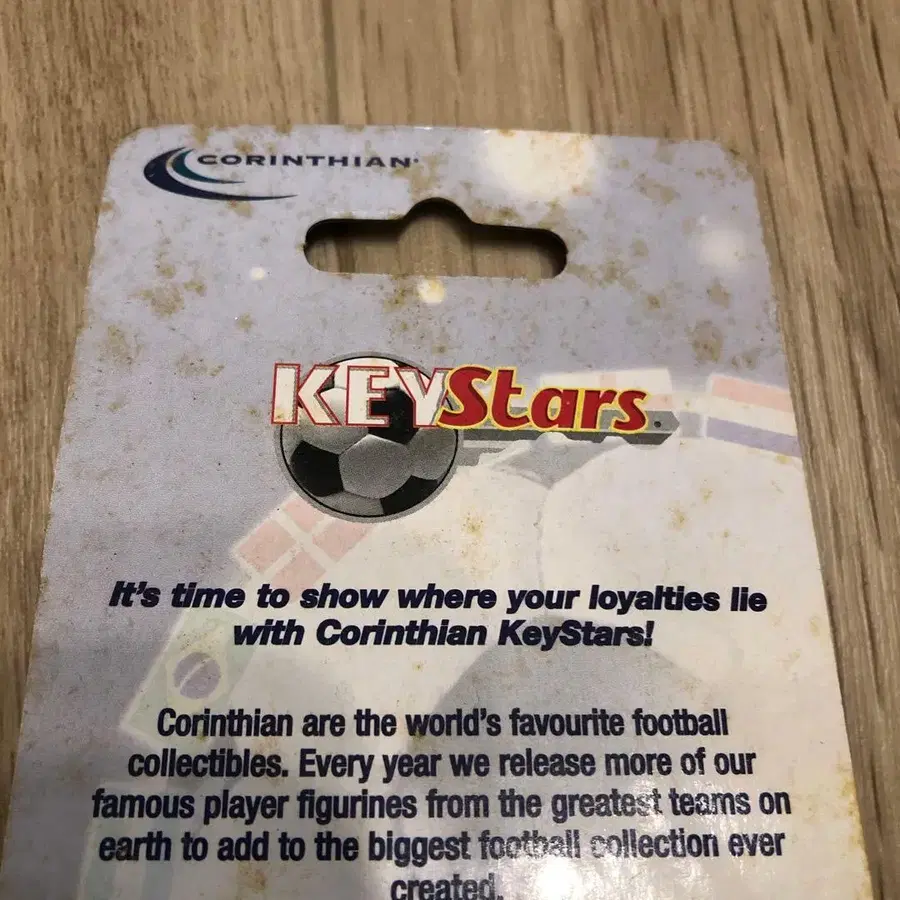 CORINTHIAN
KEYStars
It's time to show where your loyalties lie
with Corinthian KeyStars!
Corinthian are the world's favourite football
collectibles. Every year we release more of our
famous player figurines from the greatest teams on
earth to add to the biggest football collection ever
created.